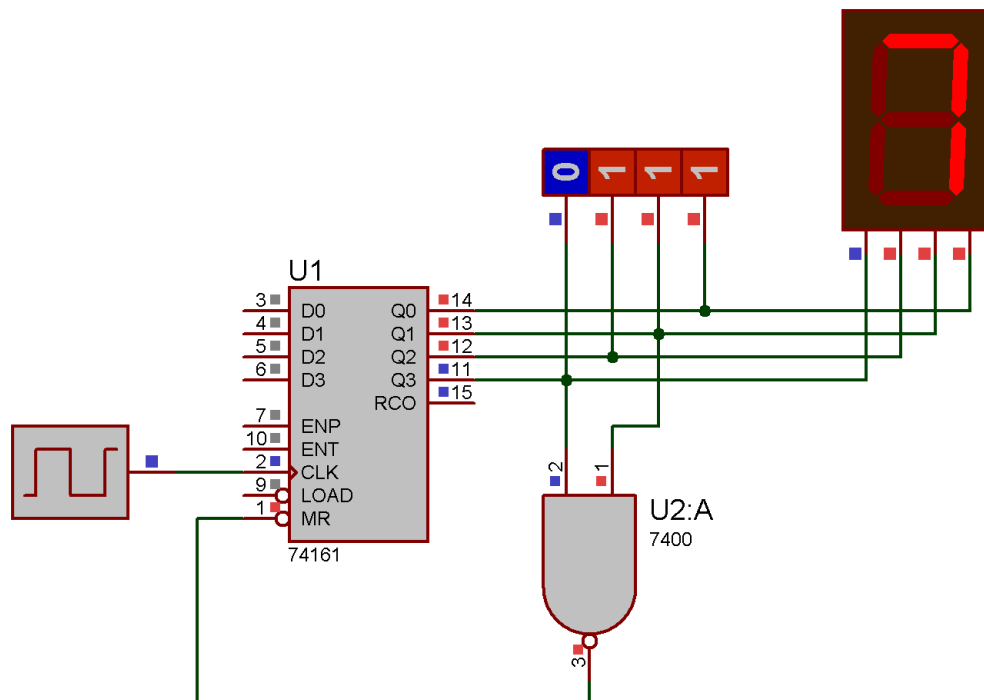 7
0 1 1 1
U1
3 D0 Q0 14
4 D1 Q1 13
5 D2 Q2 12
6 D3 Q3 11
RCO 15
7 ENP
10 ENT
2 CLK
9 LOAD
1 MR
74161
2 1
U2:A
7400
3